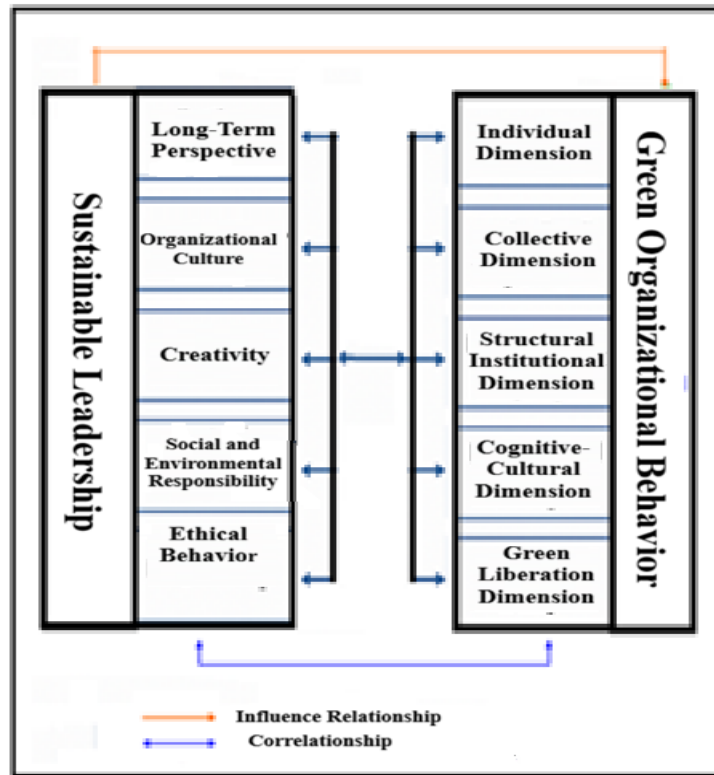 Sustainable Leadership
Long-Term
Perspective
Organizational
Culture
Creativity
Social and
Environmental
Responsibility
Ethical
Behavior
Individual
Dimension
Collective
Dimension
Structural
Institutional
Dimension
Cognitive-
Cultural
Dimension
Green
Liberation
Dimension
Green Organizational Behavior
Influence Relationship
Correlationship